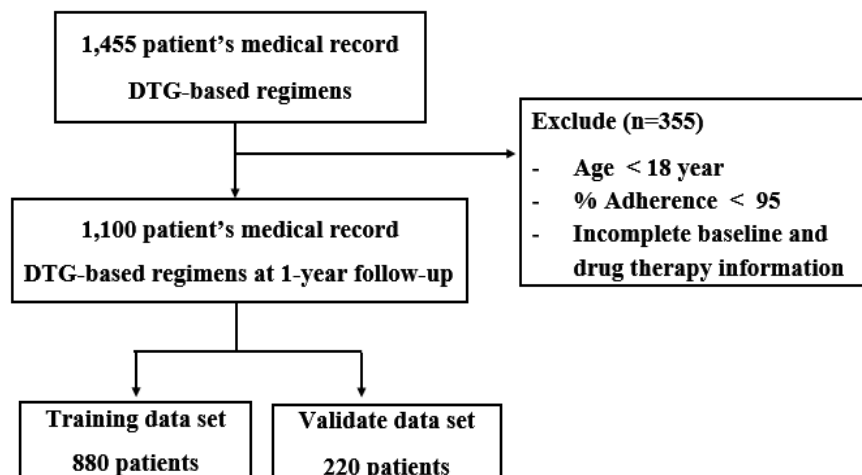 1,455 patient's medical record
DTG-based regimens
Exclude (n=355)
- Age < 18 year
- % Adherence < 95
- Incomplete baseline and
drug therapy information
1,100 patient's medical record
DTG-based regimens at 1-year follow-up
Training data set
880 patients
Validate data set
220 patients